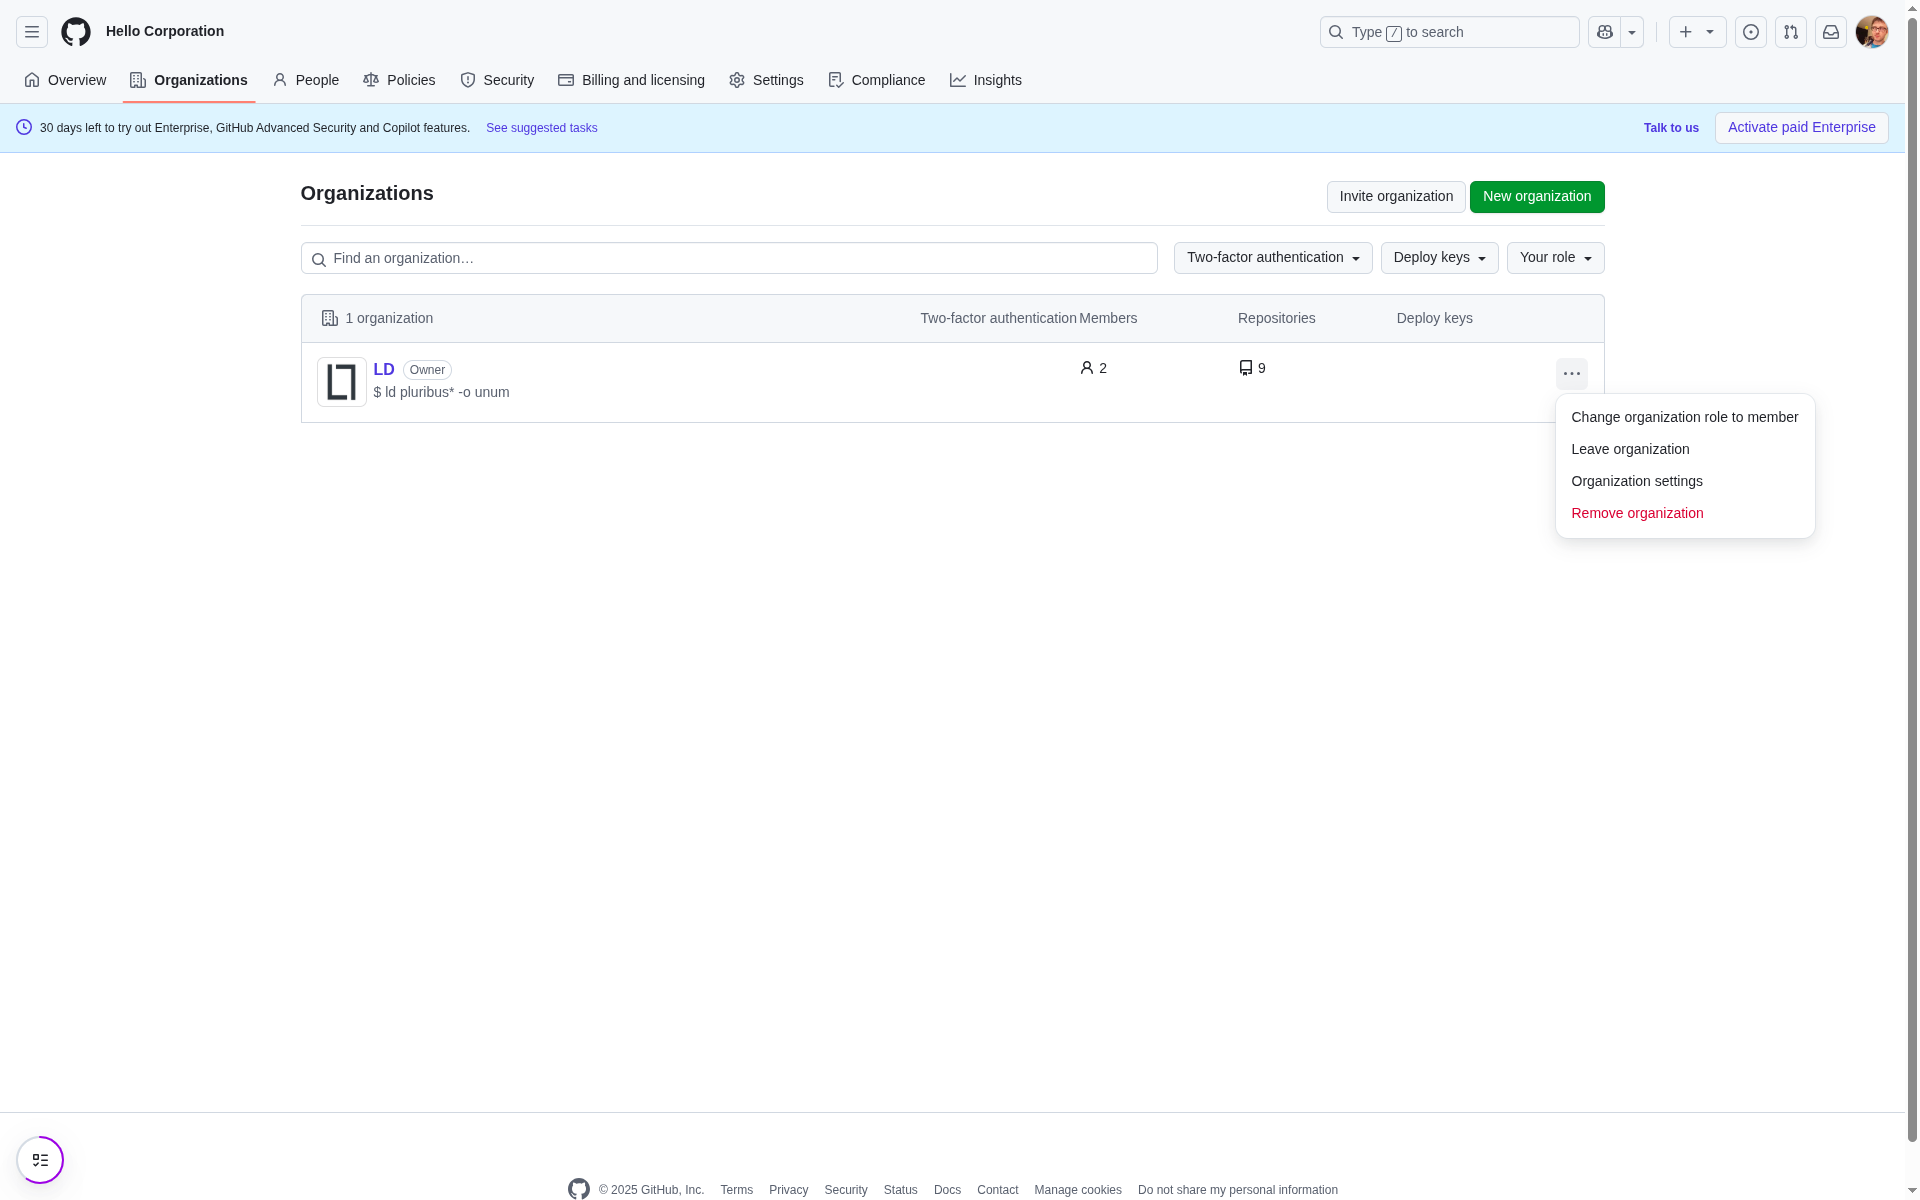 Hello Corporation
Type / to search
Overview
Organizations
People
Policies
Security
Billing and licensing
Settings
Compliance
Insights
30 days left to try out Enterprise, GitHub Advanced Security and Copilot features. See suggested tasks
Talk to us
Activate paid Enterprise
Organizations
Invite organization
New organization
Find an organization…
Two-factor authentication
Deploy keys
Your role
1 organization
Two-factor authentication
Members
Repositories
Deploy keys
LD Owner
2
9
$ ld pluribus* -o unum
Change organization role to member
Leave organization
Organization settings
Remove organization
© 2025 GitHub, Inc.
Terms
Privacy
Security
Status
Docs
Contact
Manage cookies
Do not share my personal information